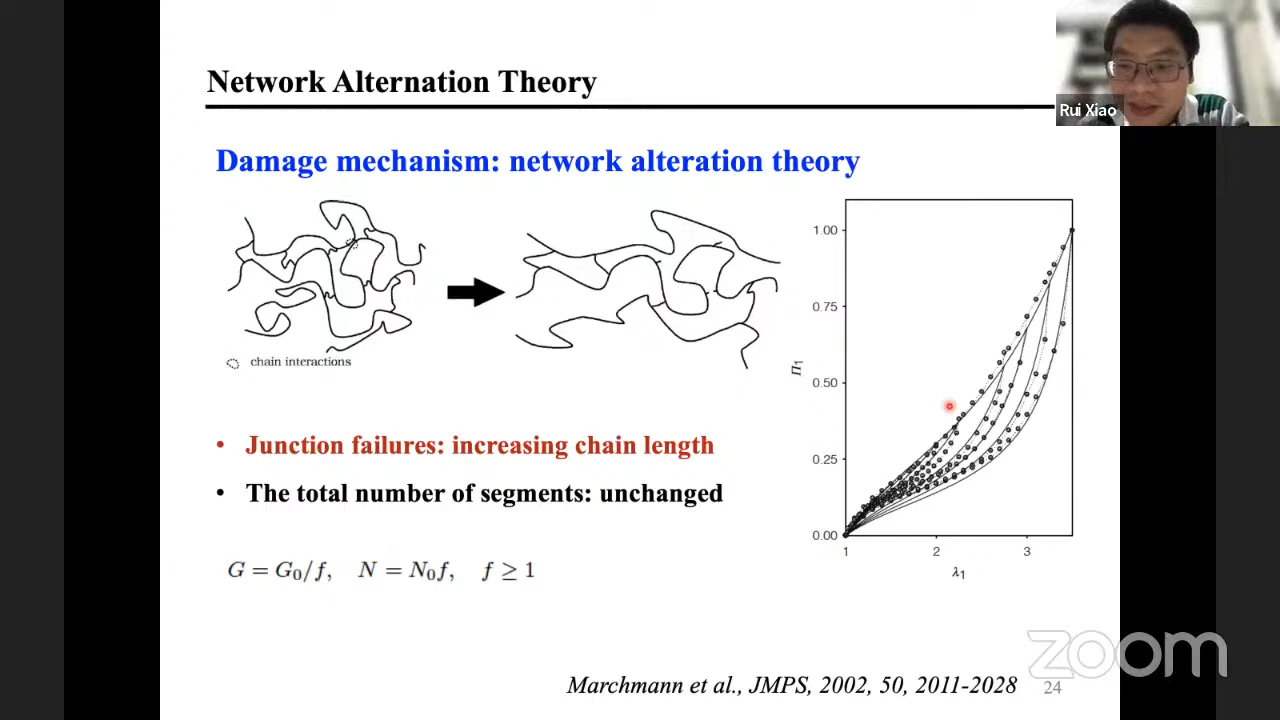 Network Alternation Theory
Rui Xiao
Damage mechanism: network alteration theory
chain interactions
• Junction failures: increasing chain length
• The total number of segments: unchanged
G = G₀/f, N = N₀f, f ≥ 1
1.00
0.75
0.50
0.25
0.00
Π₁
1
2
3
λ₁
zoom
Marchmann et al., JMPS, 2002, 50, 2011-2028
24